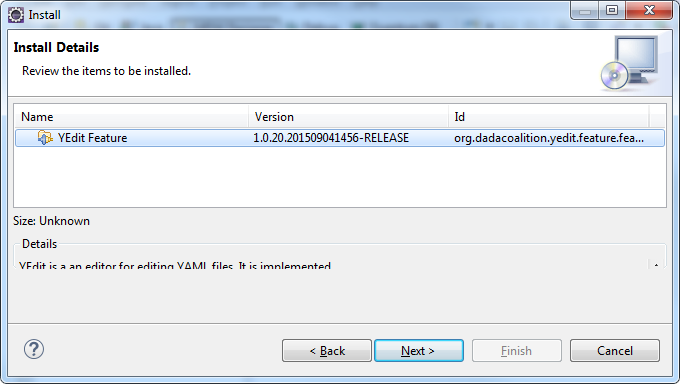 Install
Install Details
Review the items to be installed.
Name Version Id
YEdit Feature 1.0.20.201509041456-RELEASE org.dadacoalition.yedit.feature.fea...
Size: Unknown
Details
YEdit is a an editor for editing YAML files. It is implemented
? < Back Next > Finish Cancel